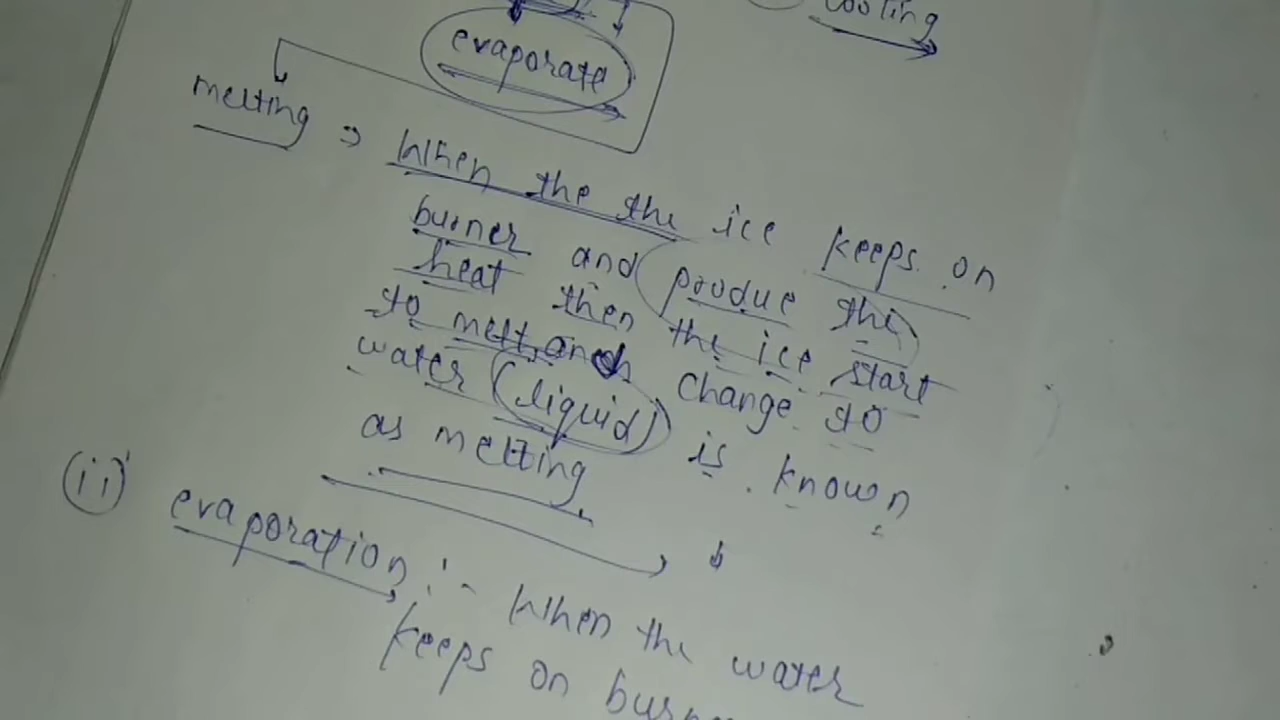 cooling
evaporate
melting ⇒ When the the ice keeps on
burner and (produe the)
heat then the ice start
to melt and change to
water (liquid) is known
as melting
(ii) evaporation :- When the water
keeps on burn